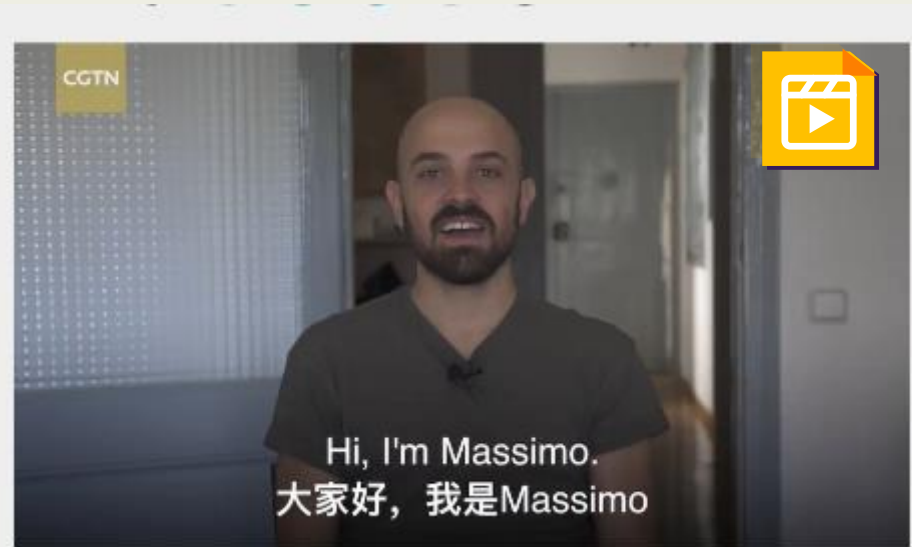 CGTN
Hi, I'm Massimo.
大家好，我是Massimo